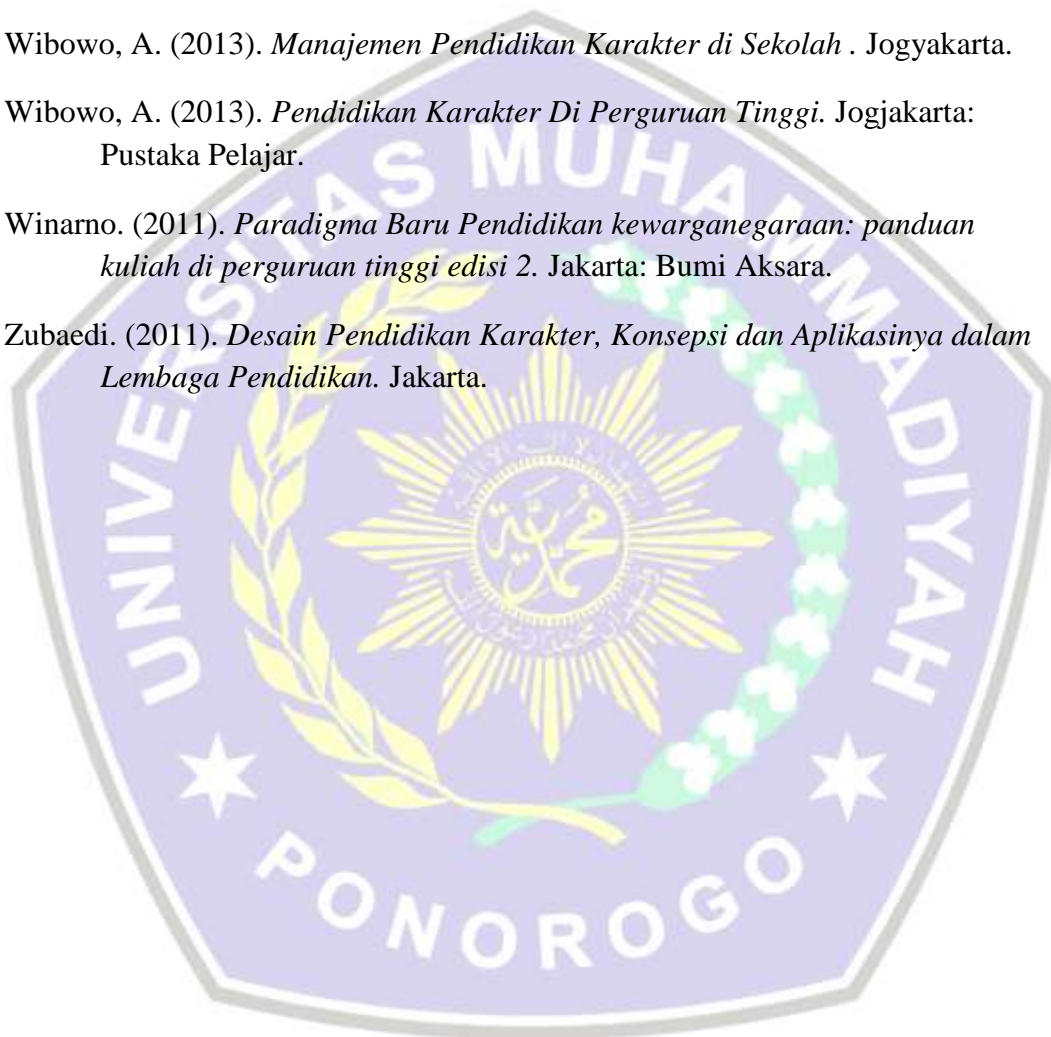 Wibowo, A. (2013). Manajemen Pendidikan Karakter di Sekolah . Jogyakarta.
Wibowo, A. (2013). Pendidikan Karakter Di Perguruan Tinggi. Jogjakarta:
Pustaka Pelajar.
Winarno. (2011). Paradigma Baru Pendidikan kewarganegaraan: panduan
kuliah di perguruan tinggi edisi 2. Jakarta: Bumi Aksara.
Zubaedi. (2011). Desain Pendidikan Karakter, Konsepsi dan Aplikasinya dalam
Lembaga Pendidikan. Jakarta.
UNIVERSITAS MUHAMMADIYAH
PONOROGO
محمدية